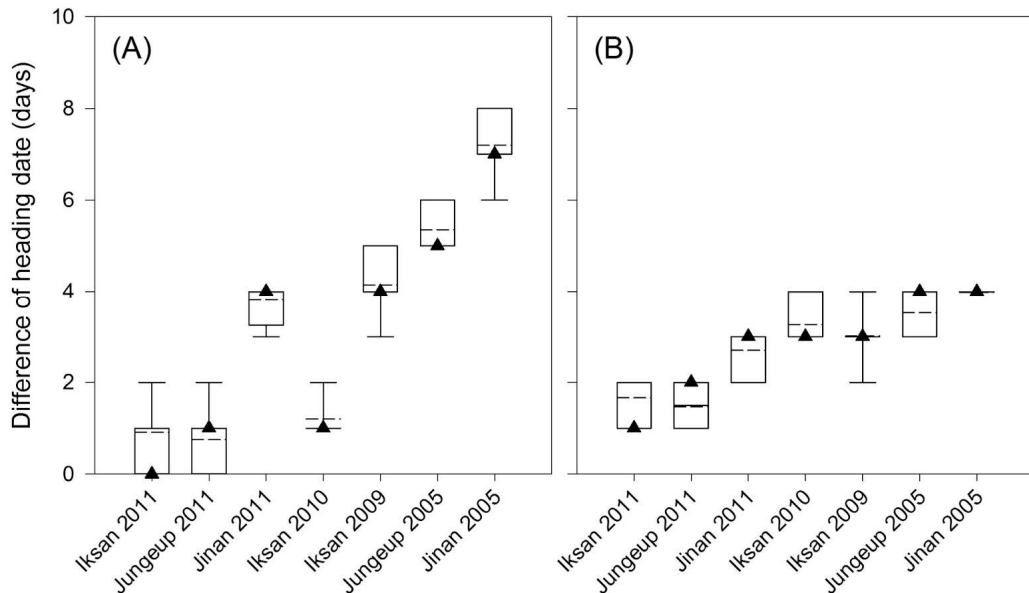 Difference of heading date (days)
10
8
6
4
2
0
(A)
Iksan 2011
Jungeup 2011
Jinan 2011
Iksan 2010
Iksan 2009
Jungeup 2005
Jinan 2005
(B)
Iksan 2011
Jungeup 2011
Jinan 2011
Iksan 2010
Iksan 2009
Jungeup 2005
Jinan 2005